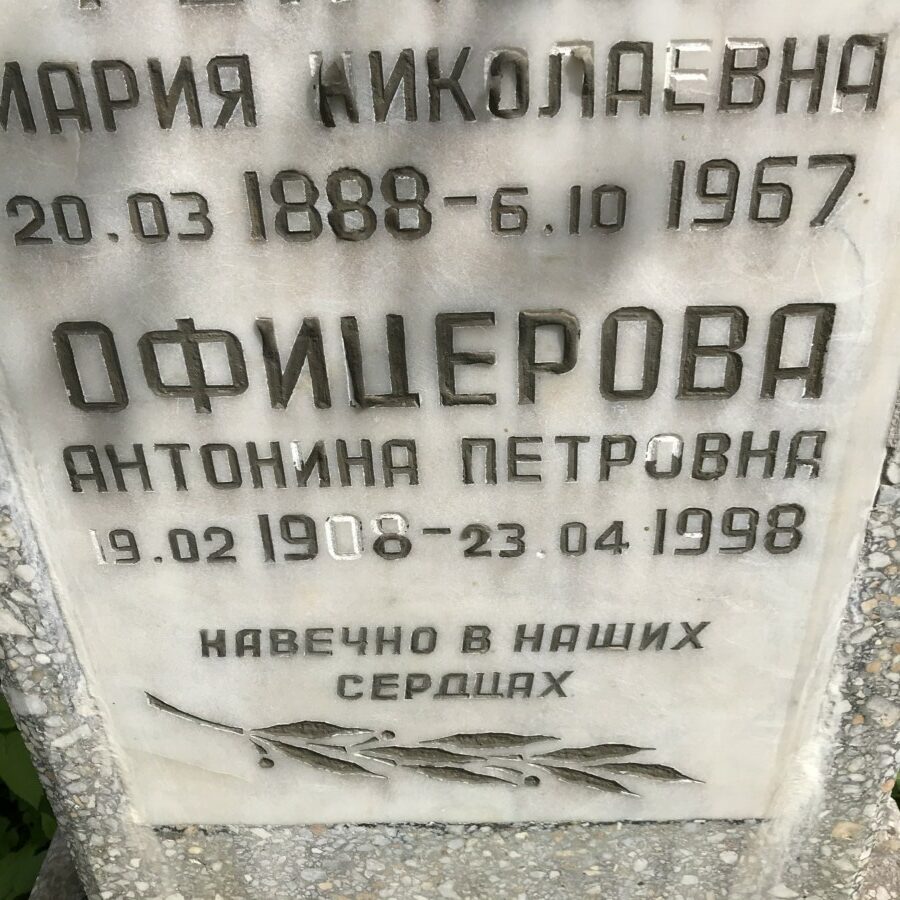 МАРИЯ НИКОЛАЕВНА
20.03 1888-6.10 1967
ОФИЦЕРОВА
АНТОНИНА ПЕТРОВНА
19.02 1908-23.04 1998
НАВЕЧНО В НАШИХ
СЕРДЦАХ